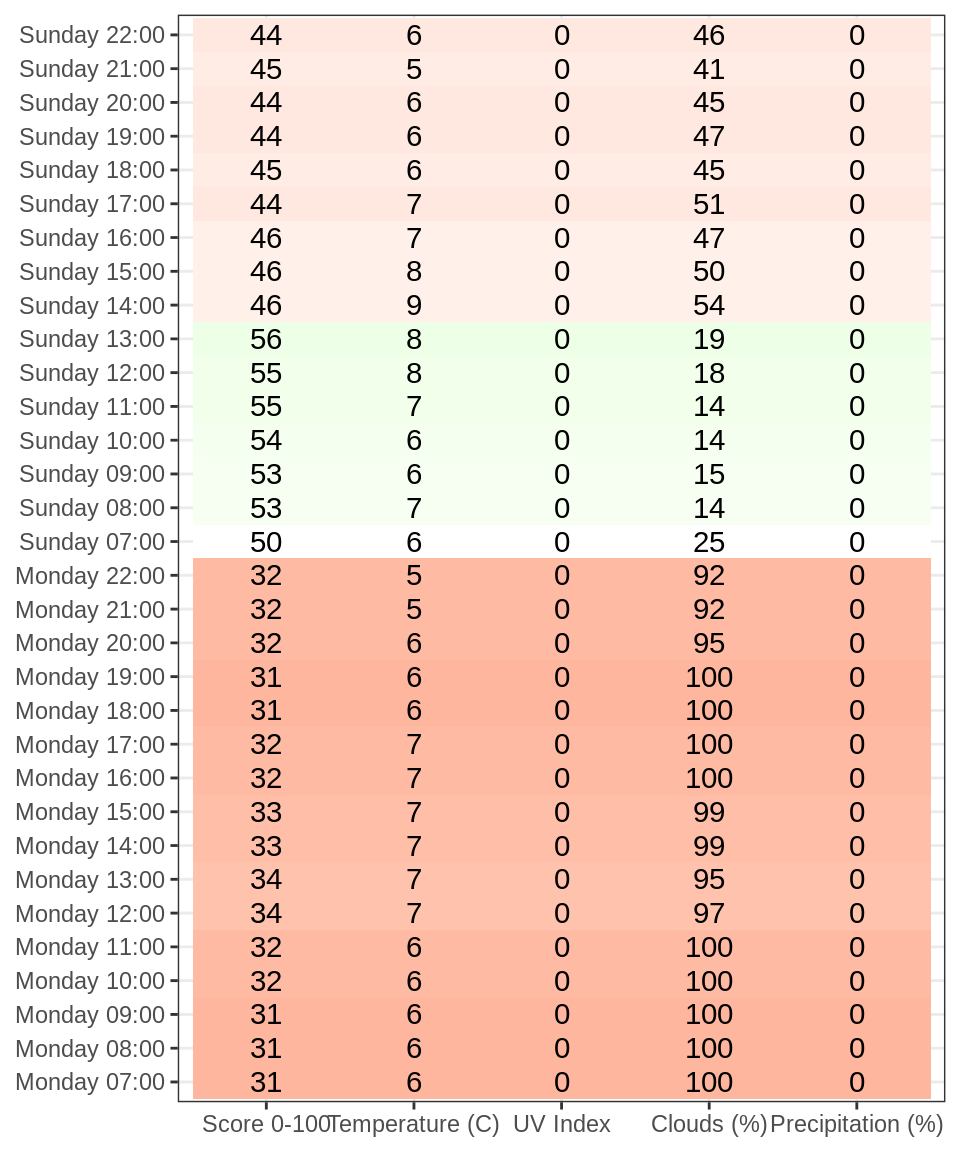 Sunday 22:00 44 6 0 46 0
Sunday 21:00 45 5 0 41 0
Sunday 20:00 44 6 0 45 0
Sunday 19:00 44 6 0 47 0
Sunday 18:00 45 6 0 45 0
Sunday 17:00 44 7 0 51 0
Sunday 16:00 46 7 0 47 0
Sunday 15:00 46 8 0 50 0
Sunday 14:00 46 9 0 54 0
Sunday 13:00 56 8 0 19 0
Sunday 12:00 55 8 0 18 0
Sunday 11:00 55 7 0 14 0
Sunday 10:00 54 6 0 14 0
Sunday 09:00 53 6 0 15 0
Sunday 08:00 53 7 0 14 0
Sunday 07:00 50 6 0 25 0
Monday 22:00 32 5 0 92 0
Monday 21:00 32 5 0 92 0
Monday 20:00 32 6 0 95 0
Monday 19:00 31 6 0 100 0
Monday 18:00 31 6 0 100 0
Monday 17:00 32 7 0 100 0
Monday 16:00 32 7 0 100 0
Monday 15:00 33 7 0 99 0
Monday 14:00 33 7 0 99 0
Monday 13:00 34 7 0 95 0
Monday 12:00 34 7 0 97 0
Monday 11:00 32 6 0 100 0
Monday 10:00 32 6 0 100 0
Monday 09:00 31 6 0 100 0
Monday 08:00 31 6 0 100 0
Monday 07:00 31 6 0 100 0
Score 0-100 Temperature (C) UV Index Clouds (%) Precipitation (%)